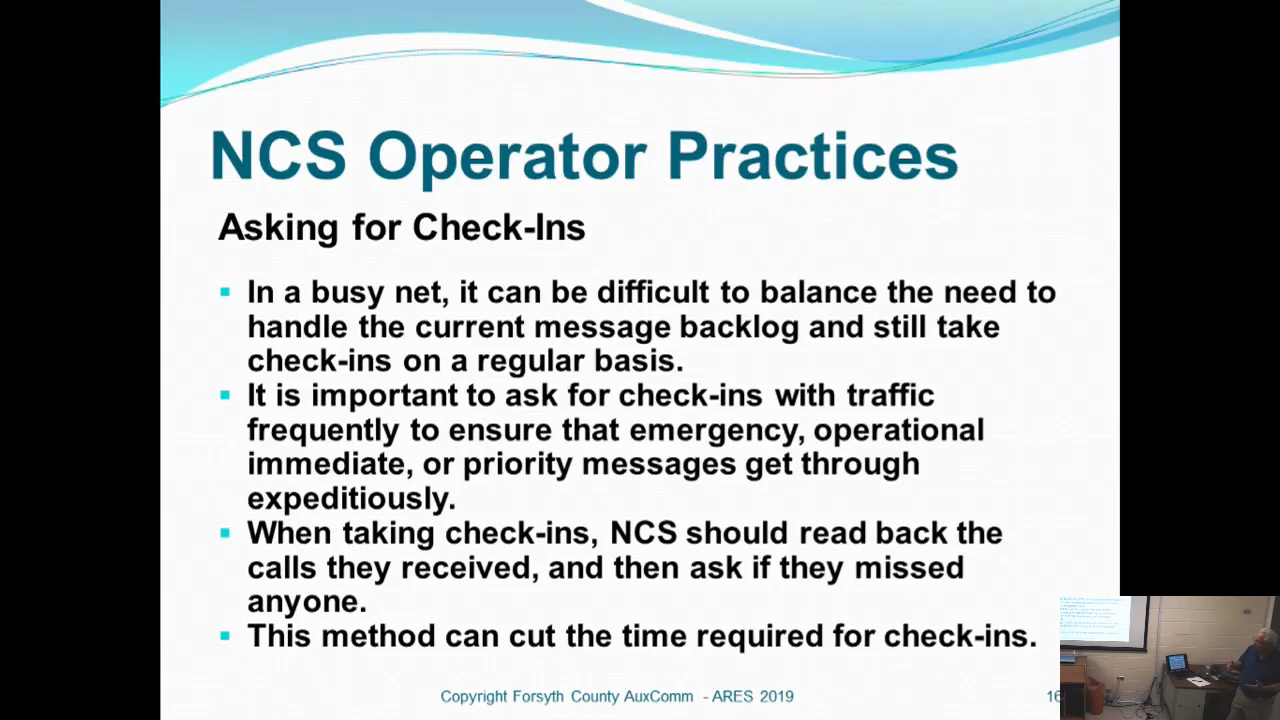 NCS Operator Practices
Asking for Check-Ins
▪ In a busy net, it can be difficult to balance the need to
handle the current message backlog and still take
check-ins on a regular basis.
▪ It is important to ask for check-ins with traffic
frequently to ensure that emergency, operational
immediate, or priority messages get through
expeditiously.
▪ When taking check-ins, NCS should read back the
calls they received, and then ask if they missed
anyone.
▪ This method can cut the time required for check-ins.
Copyright Forsyth County AuxComm - ARES 2019